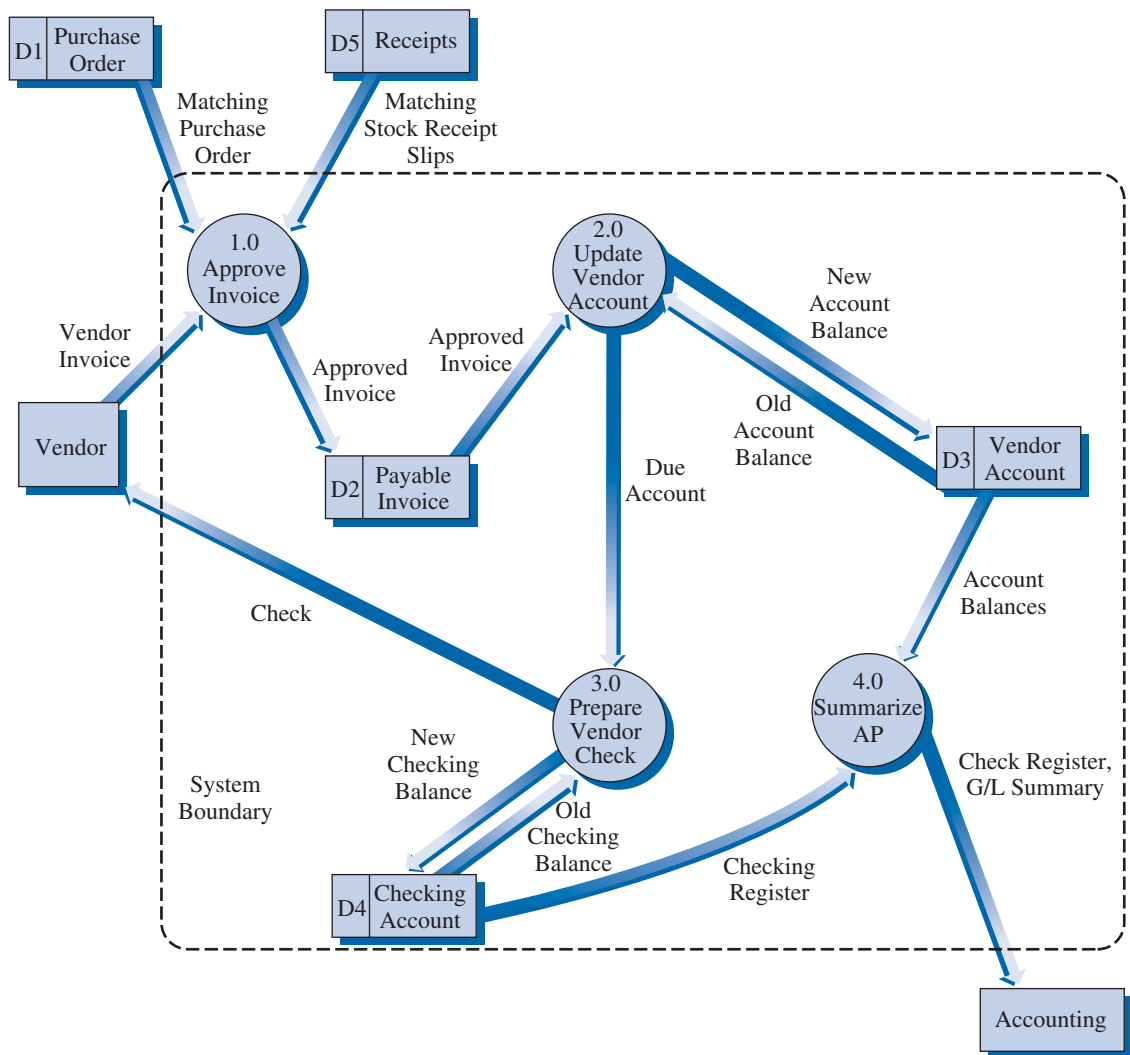 D1
Purchase
Order
D5
Receipts
Matching
Purchase
Order
Matching
Stock Receipt
Slips
1.0
Approve
Invoice
2.0
Update
Vendor
Account
New
Account
Balance
Vendor
Invoice
Approved
Invoice
Approved
Invoice
Old
Account
Balance
Vendor
D2
Payable
Invoice
Due
Account
D3
Vendor
Account
Account
Balances
Check
3.0
Prepare
Vendor
Check
4.0
Summarize
AP
New
Checking
Balance
System
Boundary
Old
Checking
Balance
Check Register,
G/L Summary
Checking
Register
D4
Checking
Account
Accounting